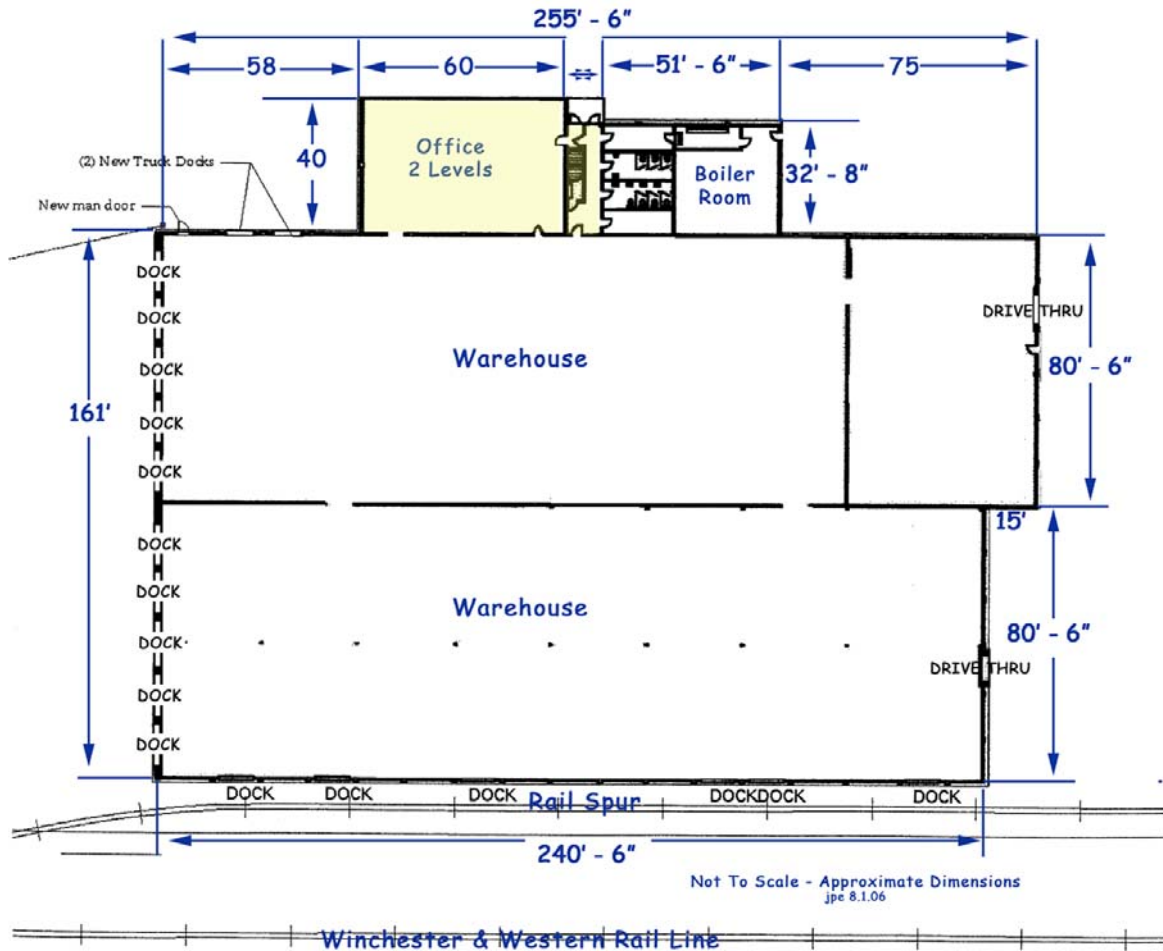 255' - 6"
58
60
51' - 6"
75
40
Office
2 Levels
Boiler
Room
32' - 8"
(2) New Truck Docks
New man door
DOCK
DOCK
DOCK
DOCK
DOCK
161'
Warehouse
DRIVE THRU
80' - 6"
15'
DOCK
DOCK
DOCK
DOCK
DOCK
Warehouse
80' - 6"
DRIVE THRU
DOCK
DOCK
DOCK
DOCK
DOCK
DOCK
Rail Spur
240' - 6"
Not To Scale - Approximate Dimensions
jpe 8.1.06
Winchester & Western Rail Line